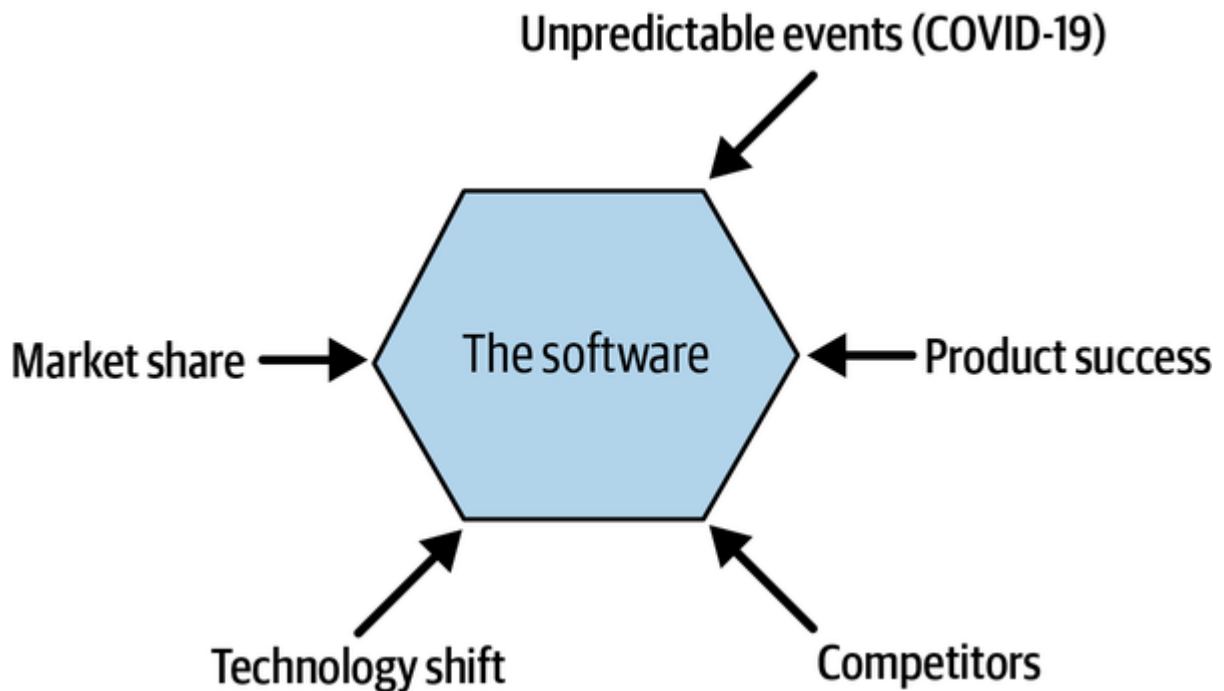 Unpredictable events (COVID-19)
Market share
The software
Product success
Technology shift
Competitors